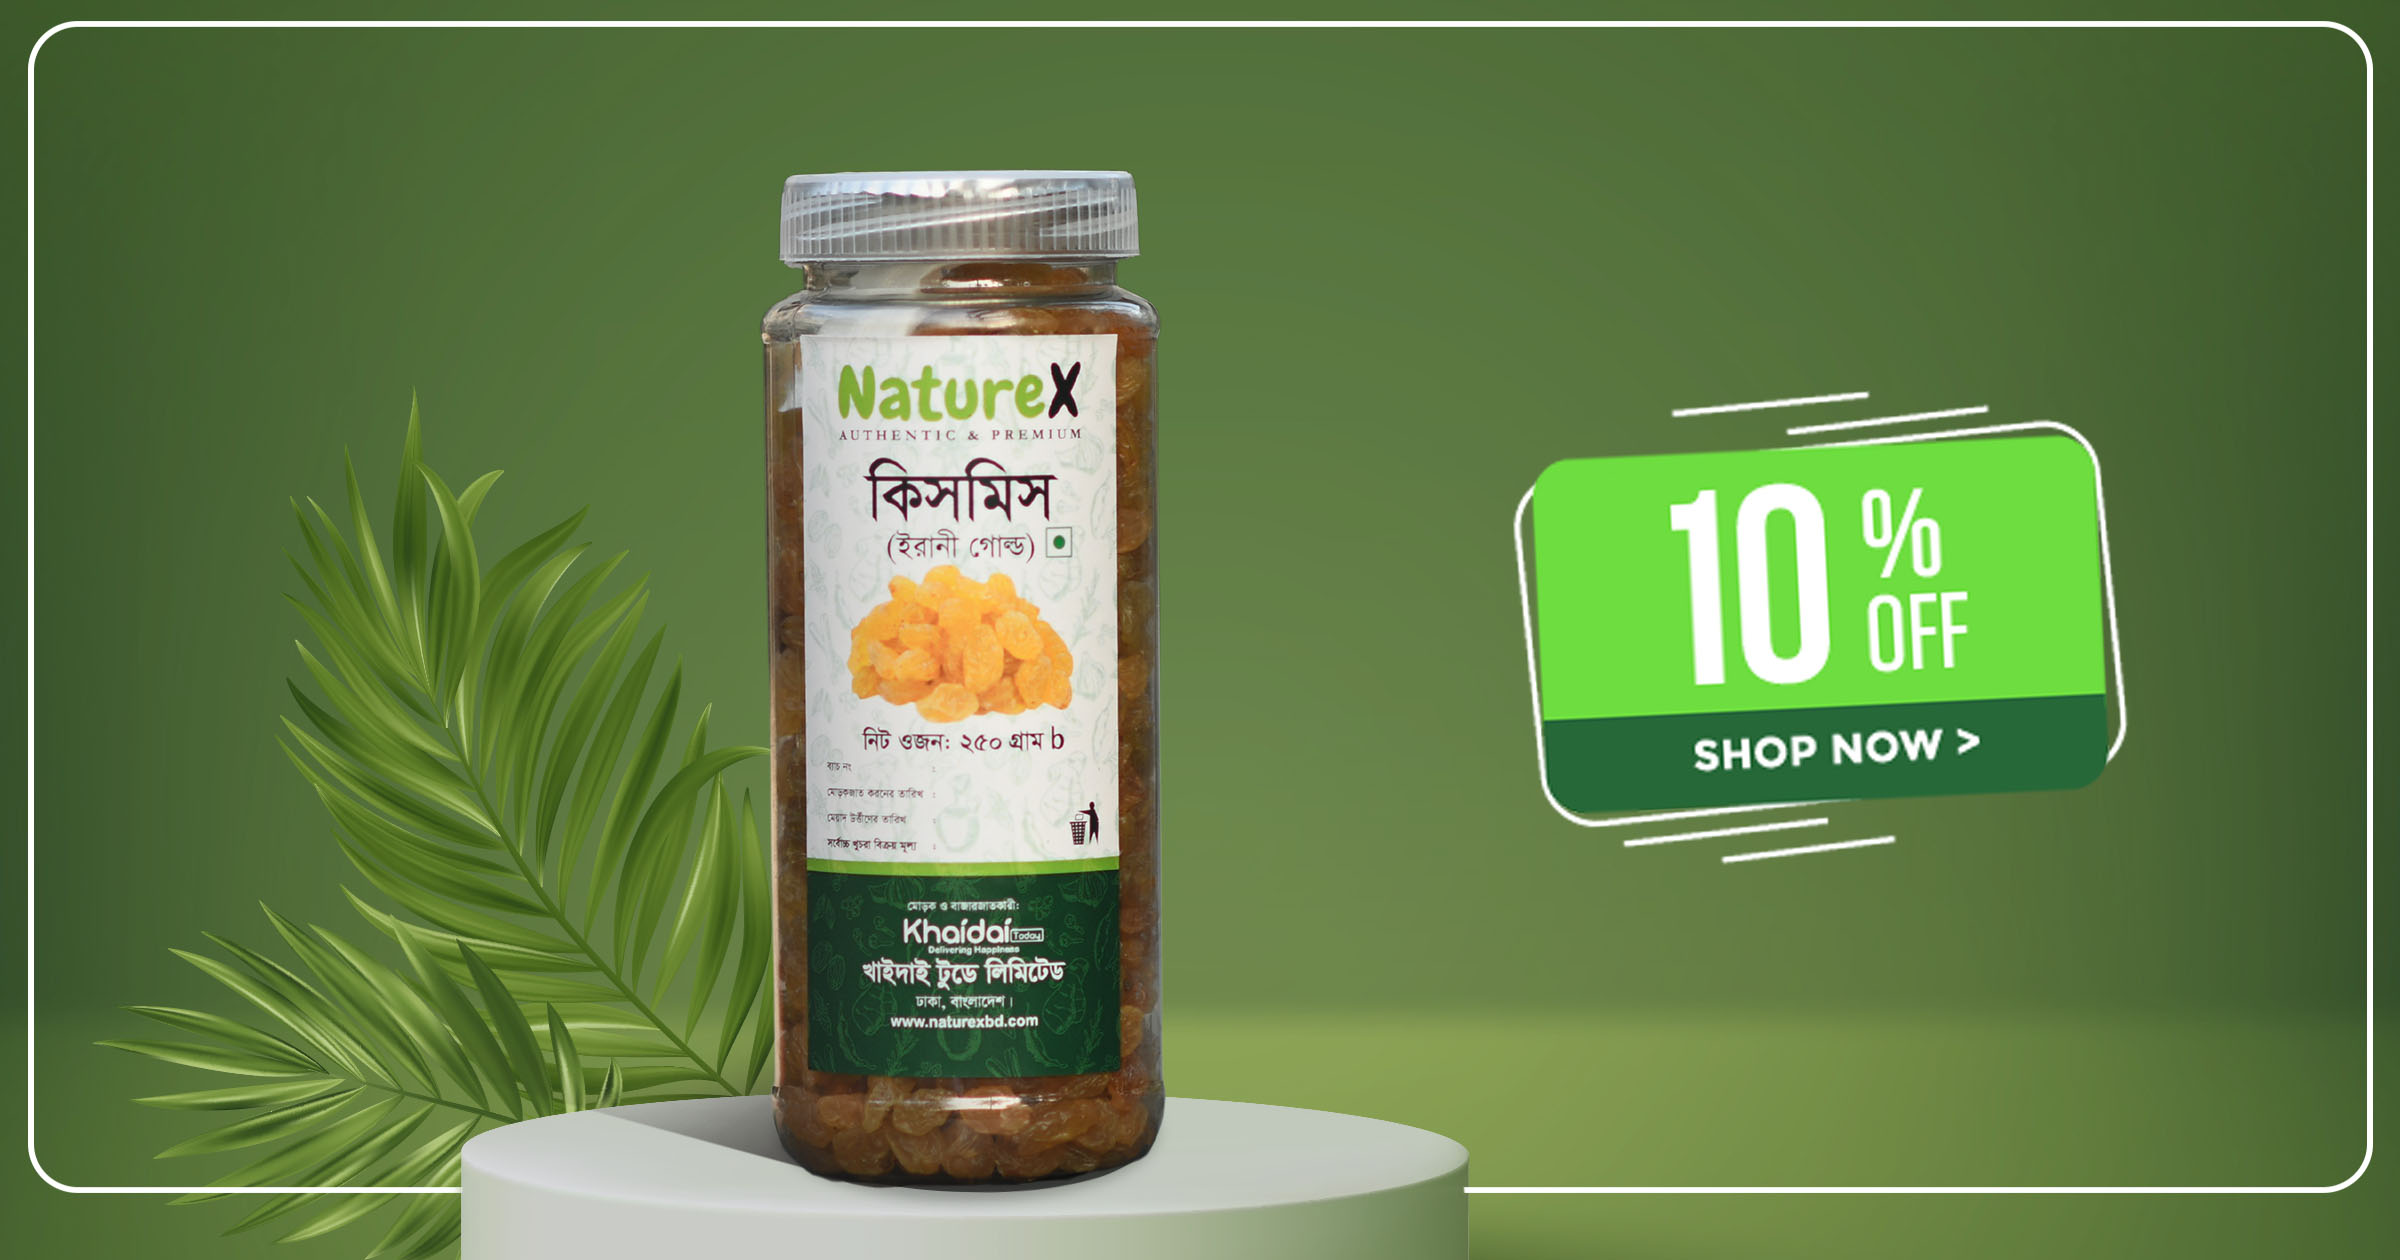 NatureX
AUTHENTIC & PREMIUM
কিসমিস
(ইরানী গোল্ড)
নিট ওজন: ২৫০ গ্রাম b
ব্যাচ নং :
মোড়কজাত করনের তারিখ :
মেয়াদ উর্ত্তীণের তারিখ :
সর্বোচ্চ খুচরা বিক্রয় মূল্য :
মোড়ক ও বাজারজাতকারী:
Khaidai Today
Delivering Happiness
খাইদাই টুডে লিমিটেড
ঢাকা, বাংলাদেশ।
www.naturexbd.com
10 % OFF
SHOP NOW >